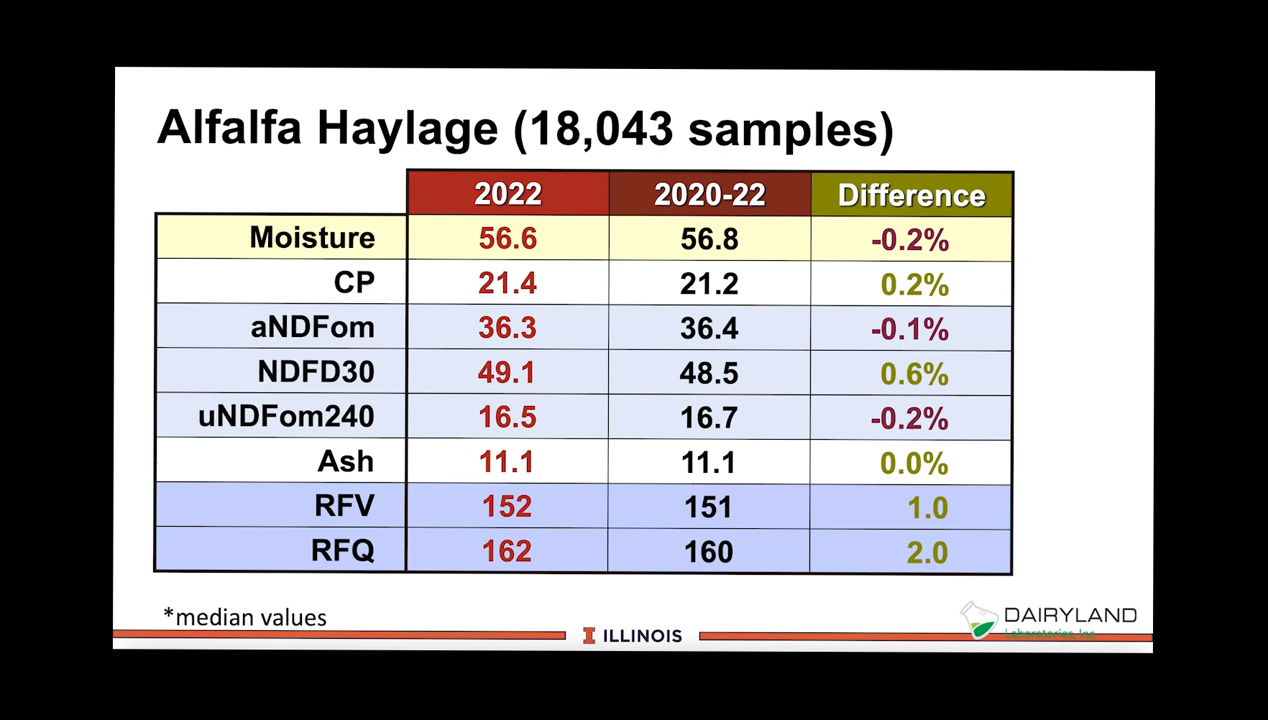 Alfalfa Haylage (18,043 samples)
2022 2020-22 Difference
Moisture 56.6 56.8 -0.2%
CP 21.4 21.2 0.2%
aNDFom 36.3 36.4 -0.1%
NDFD30 49.1 48.5 0.6%
uNDFom240 16.5 16.7 -0.2%
Ash 11.1 11.1 0.0%
RFV 152 151 1.0
RFQ 162 160 2.0
*median values
I ILLINOIS
DAIRYLAND
Laboratories, Inc.